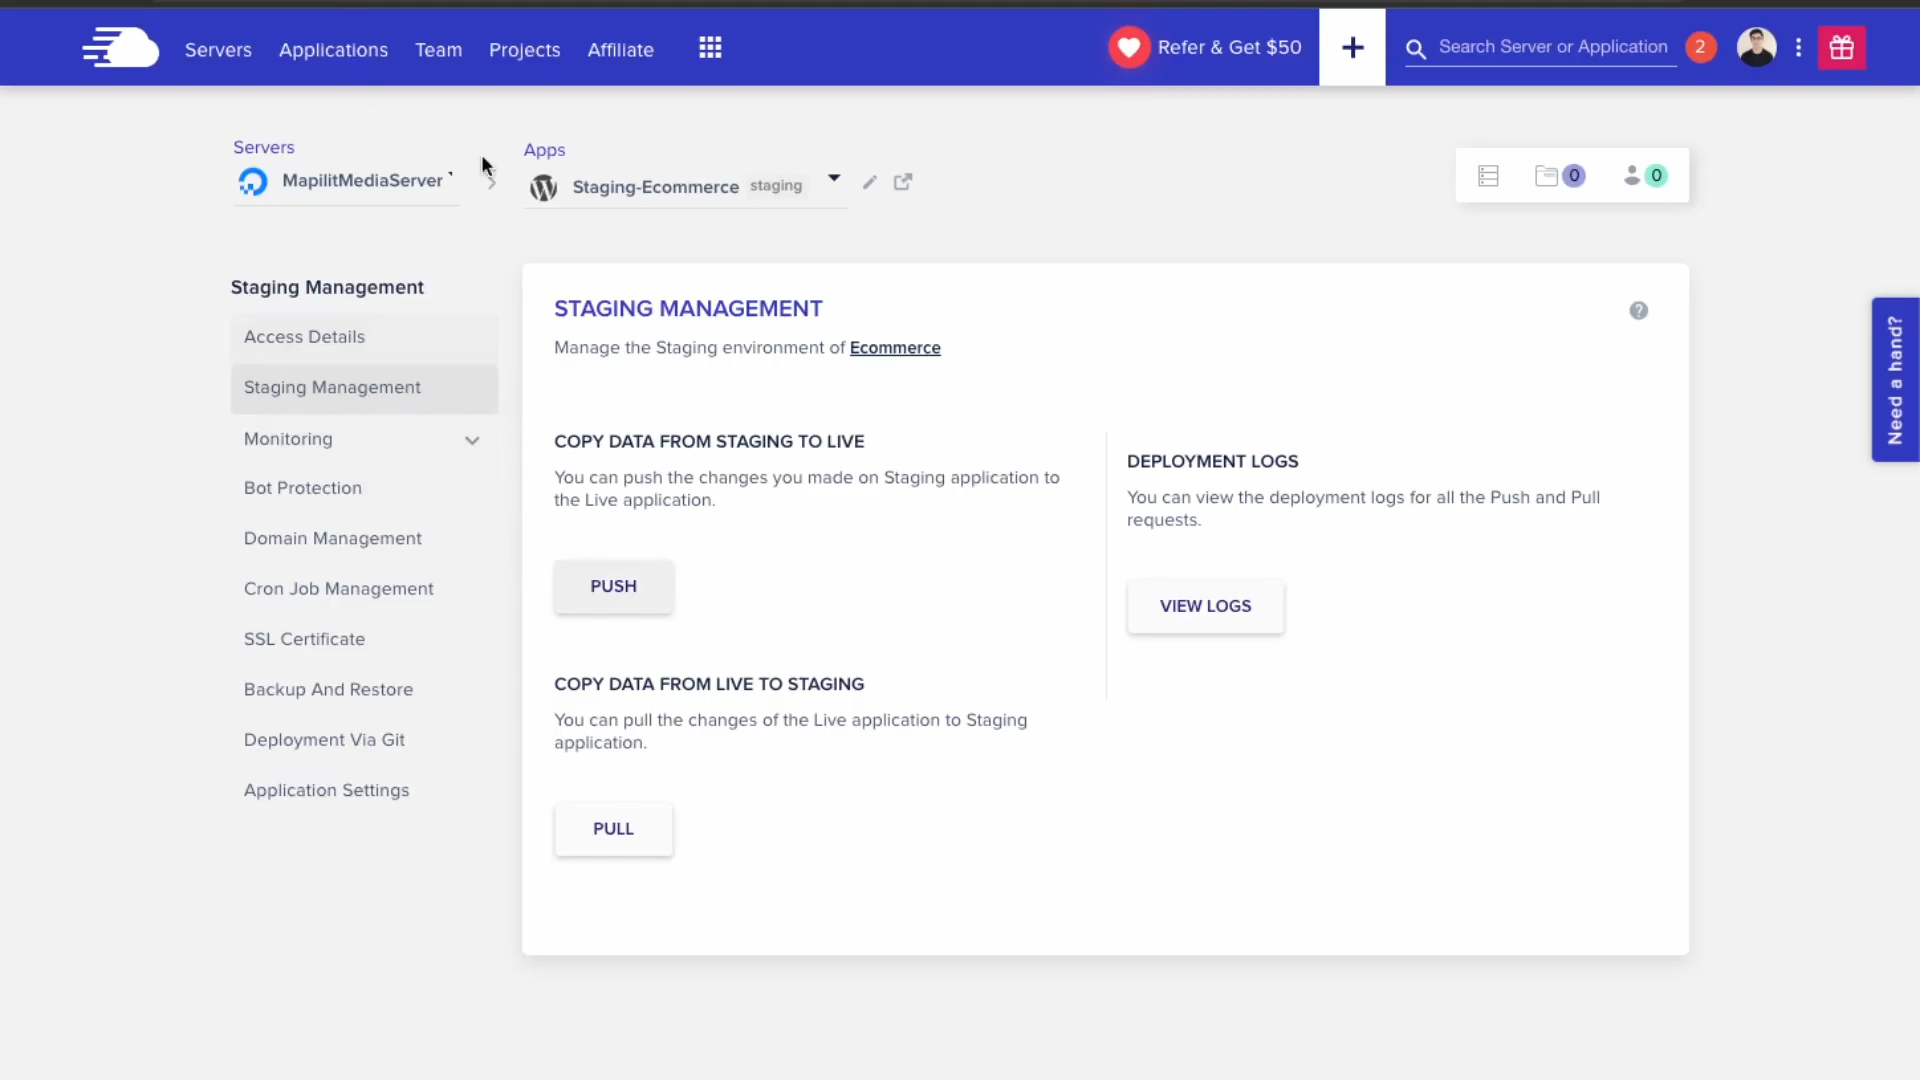 Servers
Applications
Team
Projects
Affiliate
Refer & Get $50
+
Search Server or Application
2
Servers
MapilitMediaServer
Apps
Staging-Ecommerce staging
0
0
Staging Management
Access Details
Staging Management
Monitoring
Bot Protection
Domain Management
Cron Job Management
SSL Certificate
Backup And Restore
Deployment Via Git
Application Settings
STAGING MANAGEMENT
?
Manage the Staging environment of Ecommerce
COPY DATA FROM STAGING TO LIVE
You can push the changes you made on Staging application to
the Live application.
PUSH
COPY DATA FROM LIVE TO STAGING
You can pull the changes of the Live application to Staging
application.
PULL
DEPLOYMENT LOGS
You can view the deployment logs for all the Push and Pull
requests.
VIEW LOGS
Need a hand?